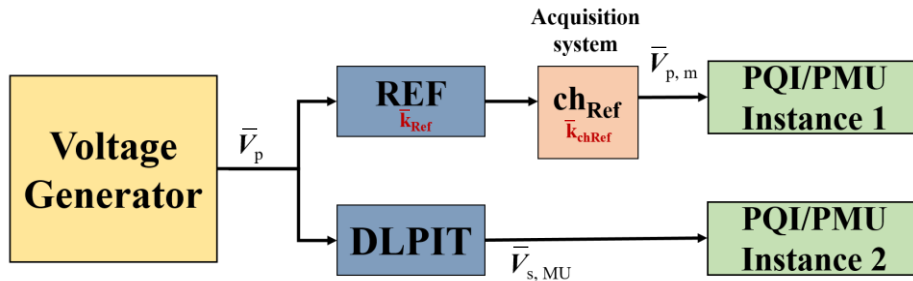 Acquisition
system
Voltage
Generator
V̅p
REF
k̅Ref
chRef
k̅chRef
V̅p, m
PQI/PMU
Instance 1
DLPIT
V̅s, MU
PQI/PMU
Instance 2